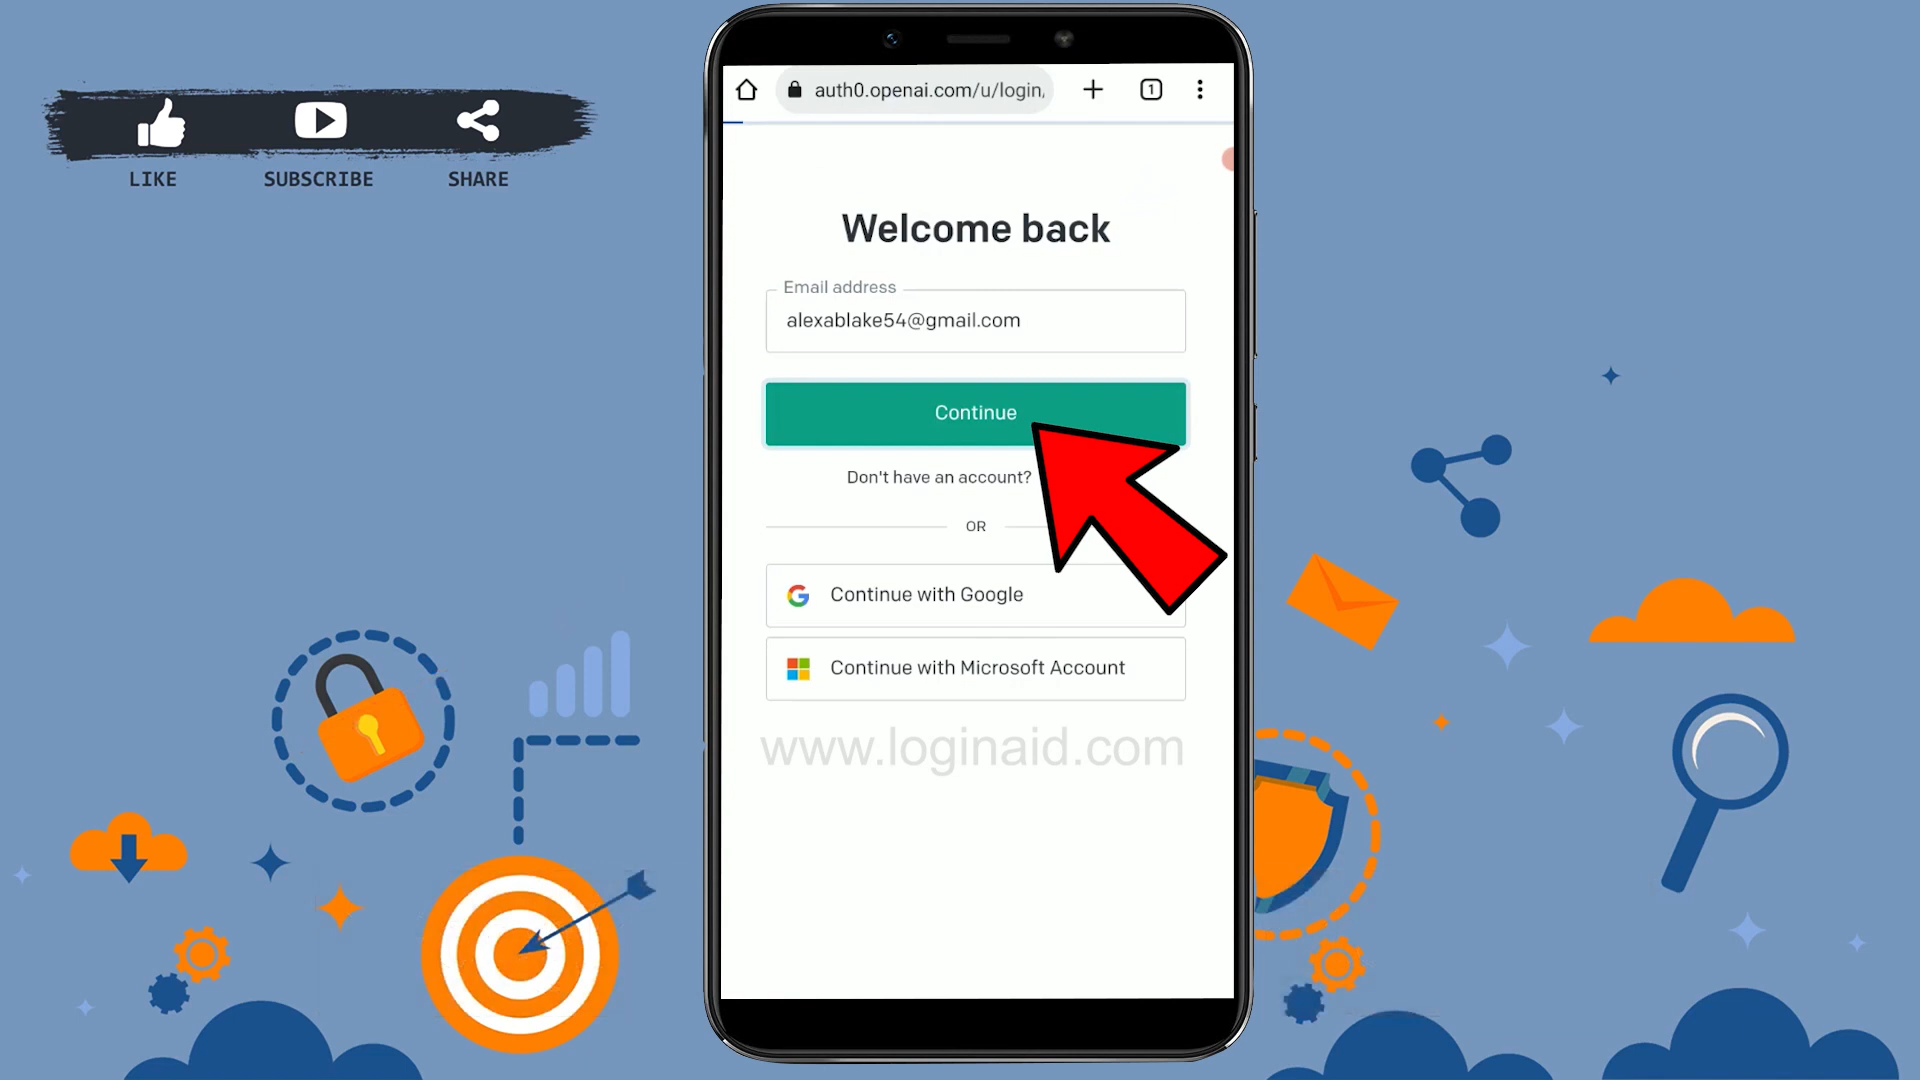 LIKE
SUBSCRIBE
SHARE
1
auth0.openai.com/u/login
Welcome back
Email address
alexablake54@gmail.com
Continue
Don't have an account?
OR
Continue with Google
Continue with Microsoft Account
www.loginaid.com